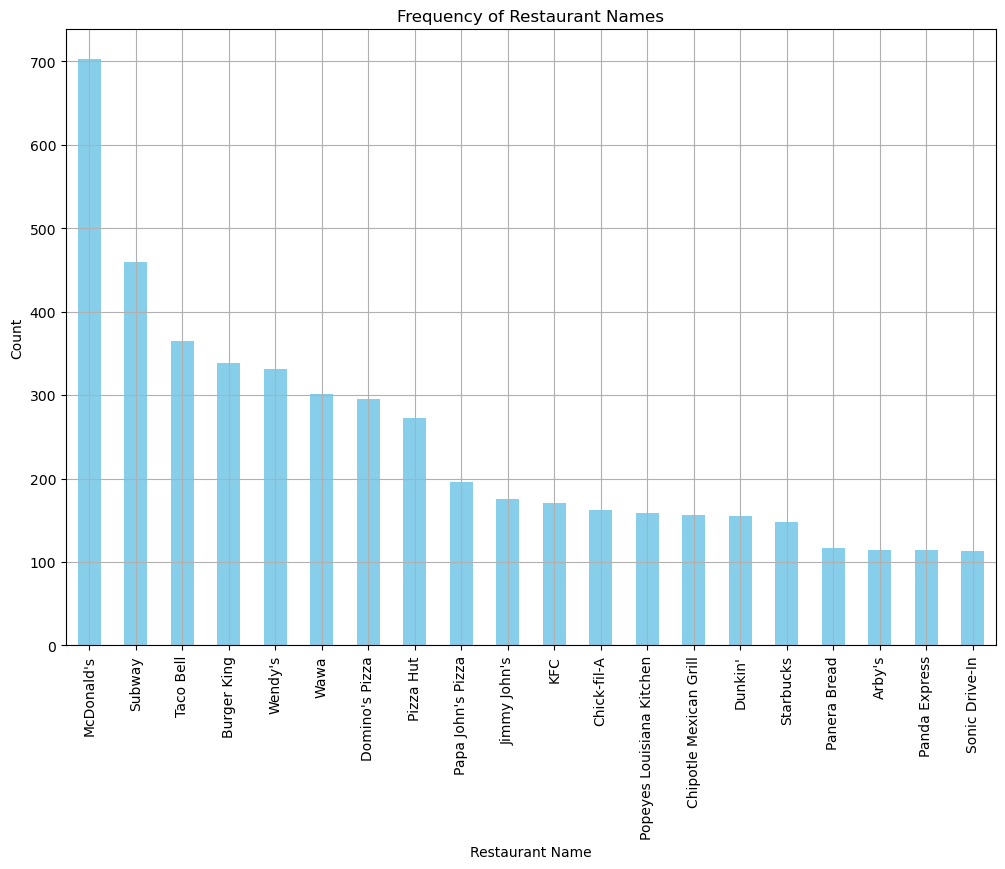 Frequency of Restaurant Names
Count
700
600
500
400
300
200
100
0
McDonald's
Subway
Taco Bell
Burger King
Wendy's
Wawa
Domino's Pizza
Pizza Hut
Papa John's Pizza
Jimmy John's
KFC
Chick-fil-A
Popeyes Louisiana Kitchen
Chipotle Mexican Grill
Dunkin'
Starbucks
Panera Bread
Arby's
Panda Express
Sonic Drive-In
Restaurant Name